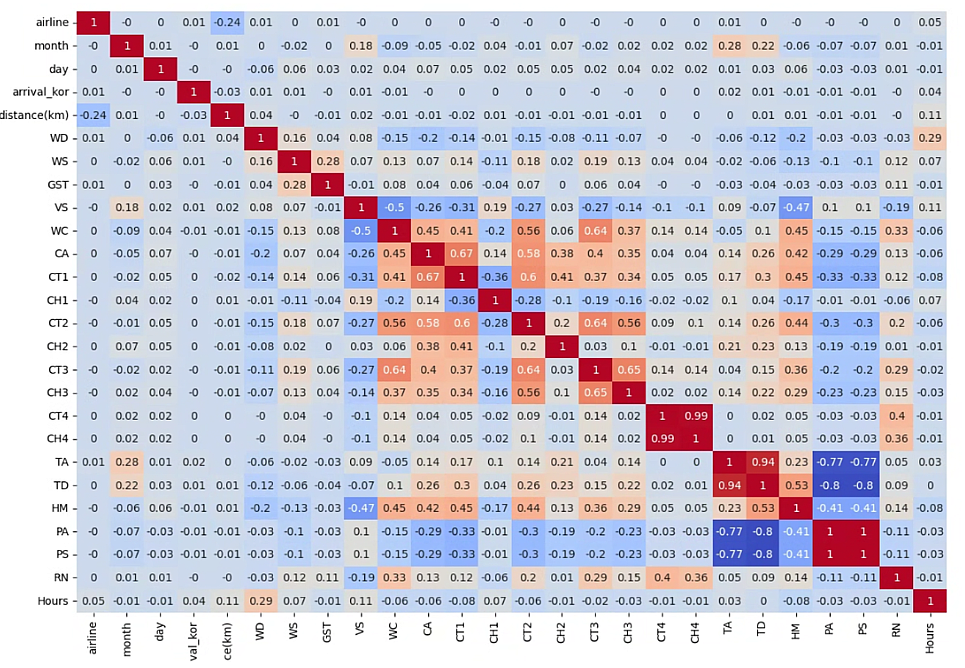 airline 1 -0 0 0.01 -0.24 0.01 0 0.01 -0 0 0 0 -0 -0 -0 -0 -0 0 0 0.01 0 -0 -0 -0 0 0.05
month -0 1 0.01 -0 0.01 0 -0.02 0 0.18 -0.09 -0.05 -0.02 0.04 -0.01 0.07 -0.02 0.02 0.02 0.02 0.28 0.22 -0.06 -0.07 -0.07 0.01 -0.01
day 0 0.01 1 -0 -0 -0.06 0.06 0.03 0.02 0.04 0.07 0.05 0.02 0.05 0.05 0.02 0.04 0.02 0.02 0.01 0.03 0.06 -0.03 -0.03 0.01 -0.01
arrival_kor 0.01 -0 -0 1 -0.03 0.01 0 -0 0.01 -0.01 0 0 0 0 0 -0 -0 0 0 0.02 0.01 -0.01 -0.01 -0.01 -0 0.04
distance(km) -0.24 0.01 -0 -0.03 1 0.04 -0 -0.01 0.02 -0.01 -0.01 -0.02 0.01 -0.01 -0.01 -0.01 -0.01 0 0 0.01 0.01 0.01 -0.01 -0.01 -0 0.11
WD 0.01 0 -0.06 0.01 0.04 1 0.16 0.04 0.08 -0.15 -0.2 -0.14 -0.01 -0.15 -0.08 -0.11 -0.07 -0 -0 -0.06 -0.12 -0.2 -0.03 -0.03 -0.03 0.29
WS 0 -0.02 0.06 0.01 -0 0.16 1 0.28 0.07 0.13 0.07 0.14 -0.11 0.18 0.02 0.19 0.13 0.04 0.04 -0.02 -0.06 -0.13 -0.1 -0.1 0.12 0.07
GST 0.01 0 0.03 -0 -0.01 0.04 0.28 1 -0.01 0.08 0.04 0.06 -0.04 0.07 0 0.06 0.04 -0 -0 -0.03 -0.04 -0.03 -0.03 -0.03 0.11 -0.01
VS -0 0.18 0.02 0.01 0.02 0.08 0.07 -0.01 1 -0.5 -0.26 -0.31 0.19 -0.27 0.03 -0.27 -0.14 -0.1 -0.1 0.09 -0.07 -0.47 0.1 0.1 -0.19 0.11
WC 0 -0.09 0.04 -0.01 -0.01 -0.15 0.13 0.08 -0.5 1 0.45 0.41 -0.2 0.56 0.06 0.64 0.37 0.14 0.14 -0.05 0.1 0.45 -0.15 -0.15 0.33 -0.06
CA 0 -0.05 0.07 0 -0.01 -0.2 0.07 0.04 -0.26 0.45 1 0.67 0.14 0.58 0.38 0.4 0.35 0.04 0.04 0.14 0.26 0.42 -0.29 -0.29 0.13 -0.06
CT1 0 -0.02 0.05 0 -0.02 -0.14 0.14 0.06 -0.31 0.41 0.67 1 -0.36 0.6 0.41 0.37 0.34 0.05 0.05 0.17 0.3 0.45 -0.33 -0.33 0.12 -0.08
CH1 -0 0.04 0.02 0 0.01 -0.01 -0.11 -0.04 0.19 -0.2 0.14 -0.36 1 -0.28 -0.1 -0.19 -0.16 -0.02 -0.02 0.1 0.04 -0.17 -0.01 -0.01 -0.06 0.07
CT2 -0 -0.01 0.05 0 -0.01 -0.15 0.18 0.07 -0.27 0.56 0.58 0.6 -0.28 1 0.2 0.64 0.56 0.09 0.1 0.14 0.26 0.44 -0.3 -0.3 0.2 -0.06
CH2 -0 0.07 0.05 0 -0.01 -0.08 0.02 0 0.03 0.06 0.38 0.41 -0.1 0.2 1 0.03 0.1 -0.01 -0.01 0.21 0.23 0.13 -0.19 -0.19 0.01 -0.01
CT3 -0 -0.02 0.02 -0 -0.01 -0.11 0.19 0.06 -0.27 0.64 0.4 0.37 -0.19 0.64 0.03 1 0.65 0.14 0.14 0.04 0.15 0.36 -0.2 -0.2 0.29 -0.02
CH3 -0 0.02 0.04 -0 -0.01 -0.07 0.13 0.04 -0.14 0.37 0.35 0.34 -0.16 0.56 0.1 0.65 1 0.02 0.02 0.14 0.22 0.29 -0.23 -0.23 0.15 -0.03
CT4 0 0.02 0.02 0 0 -0 0.04 -0 -0.1 0.14 0.04 0.05 -0.02 0.09 -0.01 0.14 0.02 1 0.99 0 0.02 0.05 -0.03 -0.03 0.4 -0.01
CH4 0 0.02 0.02 0 0 -0 0.04 -0 -0.1 0.14 0.04 0.05 -0.02 0.1 -0.01 0.14 0.02 0.99 1 0 0.01 0.05 -0.03 -0.03 0.36 -0.01
TA 0.01 0.28 0.01 0.02 0.01 -0.06 -0.02 -0.03 0.09 -0.05 0.14 0.17 0.1 0.14 0.21 0.04 0.14 0 0 1 0.94 0.23 -0.77 -0.77 0.05 0.03
TD 0 0.22 0.03 0.01 0.01 -0.12 -0.06 -0.04 -0.07 0.1 0.26 0.3 0.04 0.26 0.23 0.15 0.22 0.02 0.01 0.94 1 0.53 -0.8 -0.8 0.09 0
HM -0 -0.06 0.06 -0.01 0.01 -0.2 -0.13 -0.03 -0.47 0.45 0.42 0.45 -0.17 0.44 0.13 0.36 0.29 0.05 0.05 0.23 0.53 1 -0.41 -0.41 0.14 -0.08
PA -0 -0.07 -0.03 -0.01 -0.01 -0.03 -0.1 -0.03 0.1 -0.15 -0.29 -0.33 -0.01 -0.3 -0.19 -0.2 -0.23 -0.03 -0.03 -0.77 -0.8 -0.41 1 1 -0.11 -0.03
PS -0 -0.07 -0.03 -0.01 -0.01 -0.03 -0.1 -0.03 0.1 -0.15 -0.29 -0.33 -0.01 -0.3 -0.19 -0.2 -0.23 -0.03 -0.03 -0.77 -0.8 -0.41 1 1 -0.11 -0.03
RN 0 0.01 0.01 -0 -0 -0.03 0.12 0.11 -0.19 0.33 0.13 0.12 -0.06 0.2 0.01 0.29 0.15 0.4 0.36 0.05 0.09 0.14 -0.11 -0.11 1 -0.01
Hours 0.05 -0.01 -0.01 0.04 0.11 0.29 0.07 -0.01 0.11 -0.06 -0.06 -0.08 0.07 -0.06 -0.01 -0.02 -0.03 -0.01 -0.01 0.03 0 -0.08 -0.03 -0.03 -0.01 1
airline month day val_kor ce(km) WD WS GST VS WC CA CT1 CH1 CT2 CH2 CT3 CH3 CT4 CH4 TA TD HM PA PS RN Hours